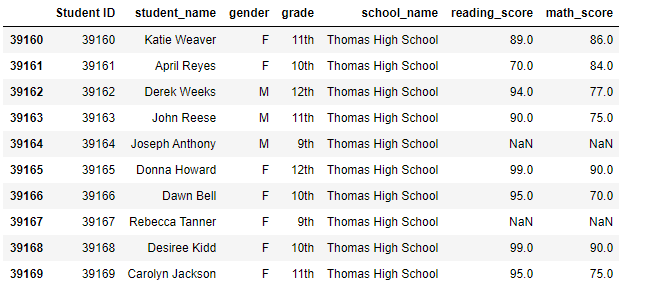 Student ID student_name gender grade school_name reading_score math_score
39160 39160 Katie Weaver F 11th Thomas High School 89.0 86.0
39161 39161 April Reyes F 10th Thomas High School 70.0 84.0
39162 39162 Derek Weeks M 12th Thomas High School 94.0 77.0
39163 39163 John Reese M 11th Thomas High School 90.0 75.0
39164 39164 Joseph Anthony M 9th Thomas High School NaN NaN
39165 39165 Donna Howard F 12th Thomas High School 99.0 90.0
39166 39166 Dawn Bell F 10th Thomas High School 95.0 70.0
39167 39167 Rebecca Tanner F 9th Thomas High School NaN NaN
39168 39168 Desiree Kidd F 10th Thomas High School 99.0 90.0
39169 39169 Carolyn Jackson F 11th Thomas High School 95.0 75.0